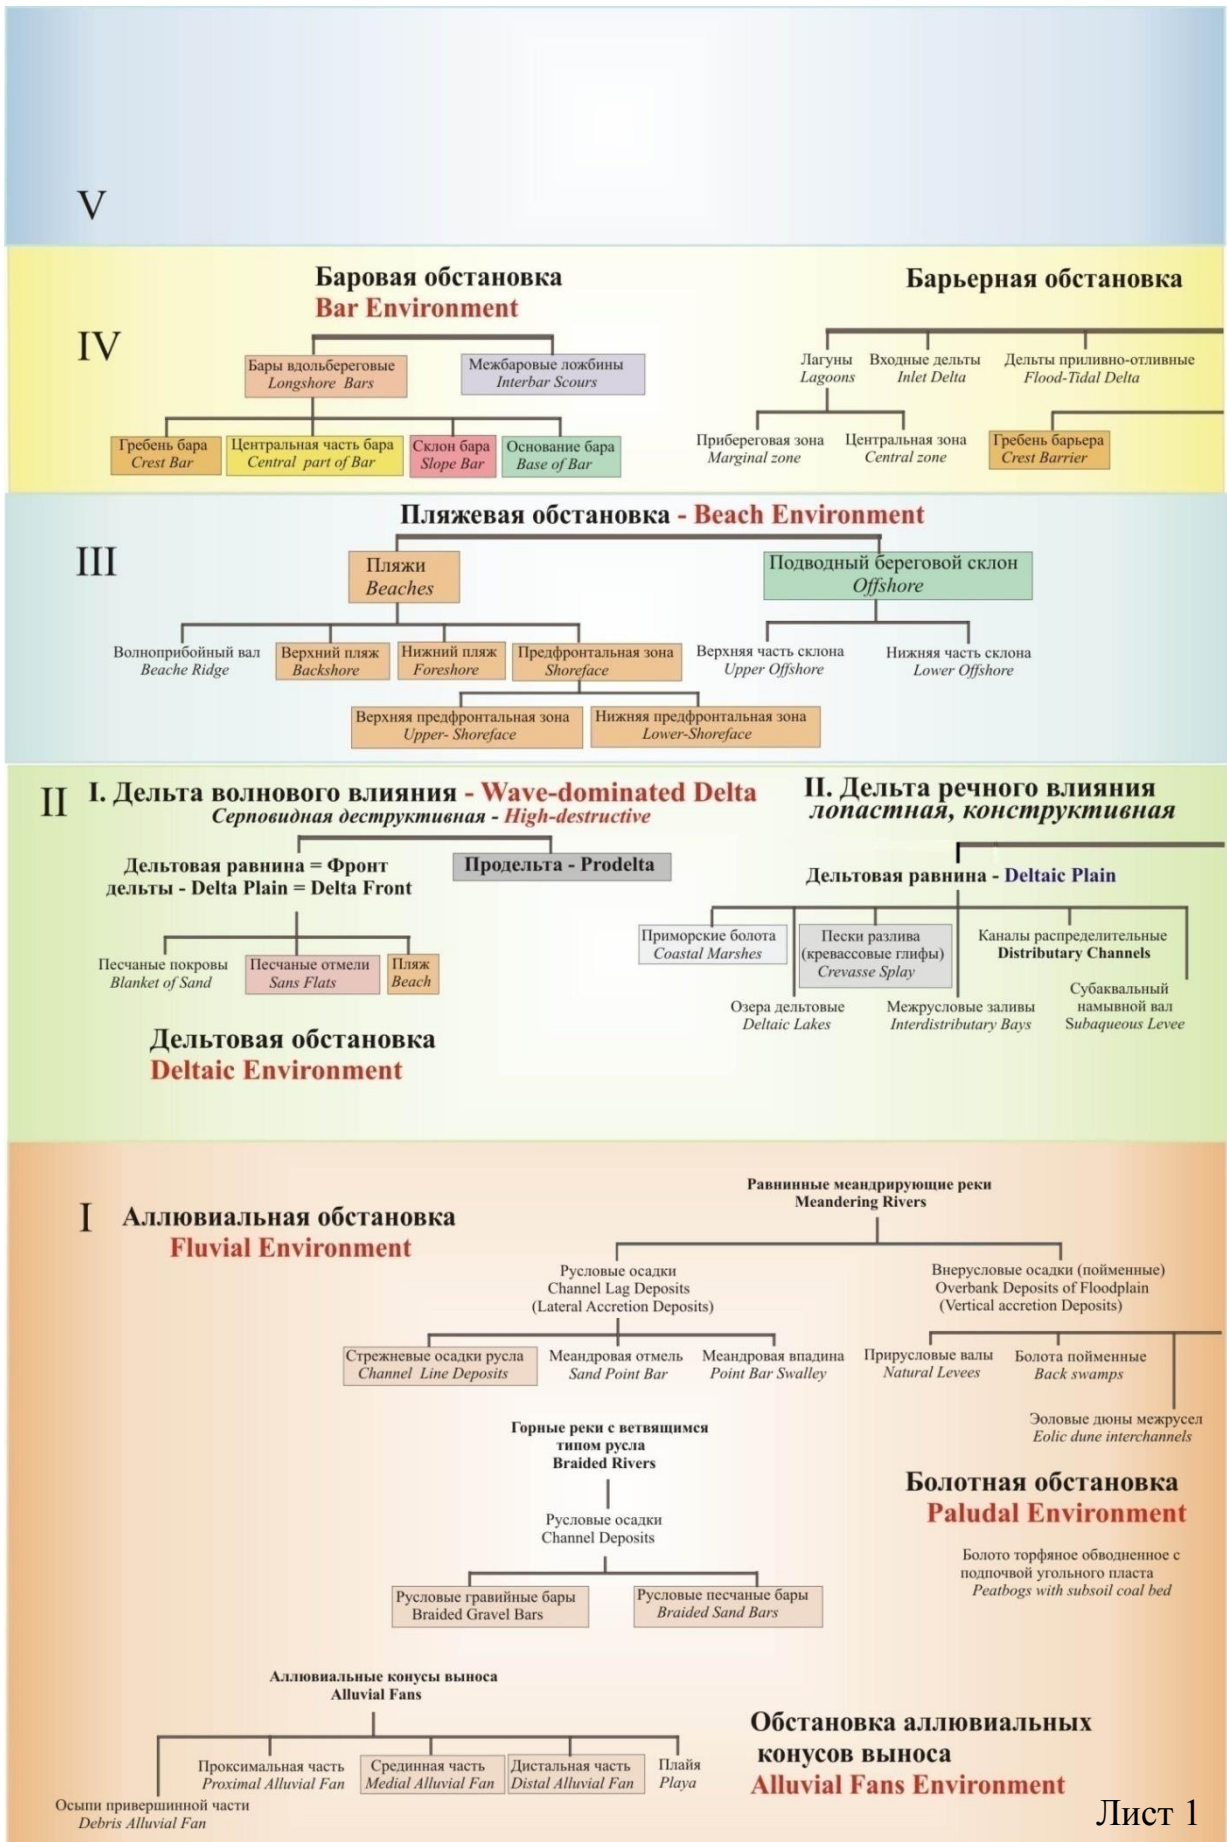 V
Баровая обстановка
Bar Environment
Барьерная обстановка
IV
Бары вдольбереговые
Longshore Bars
Межбаровые ложбины
Interbar Scours
Лагуны
Lagoons
Входные дельты
Inlet Delta
Дельты приливно-отливные
Flood-Tidal Delta
Гребень бара
Crest Bar
Центральная часть бара
Central part of Bar
Склон бара
Slope Bar
Основание бара
Base of Bar
Прибереговая зона
Marginal zone
Центральная зона
Central zone
Гребень барьера
Crest Barrier
Пляжевая обстановка - Beach Environment
III
Пляжи
Beaches
Подводный береговой склон
Offshore
Волноприбойный вал
Beache Ridge
Верхний пляж
Backshore
Нижний пляж
Foreshore
Предфронтальная зона
Shoreface
Верхняя часть склона
Upper Offshore
Нижняя часть склона
Lower Offshore
Верхняя предфронтальная зона
Upper- Shoreface
Нижняя предфронтальная зона
Lower-Shoreface
II
I. Дельта волнового влияния - Wave-dominated Delta
Серповидная деструктивная - High-destructive
II. Дельта речного влияния
лопастная, конструктивная
Дельтовая равнина = Фронт
дельты - Delta Plain = Delta Front
Продельта - Prodelta
Дельтовая равнина - Deltaic Plain
Песчаные покровы
Blanket of Sand
Песчаные отмели
Sans Flats
Пляж
Beach
Приморские болота
Coastal Marshes
Пески разлива
(кревассовые глифы)
Crevasse Splay
Каналы распределительные
Distributary Channels
Озера дельтовые
Deltaic Lakes
Межрусловые заливы
Interdistributary Bays
Субаквальный
намывной вал
Subaqueous Levee
Дельтовая обстановка
Deltaic Environment
I
Аллювиальная обстановка
Fluvial Environment
Равнинные меандрирующие реки
Meandering Rivers
Русловые осадки
Channel Lag Deposits
(Lateral Accretion Deposits)
Внерусловые осадки (пойменные)
Overbank Deposits of Floodplain
(Vertical accretion Deposits)
Стрежневые осадки русла
Channel Line Deposits
Меандровая отмель
Sand Point Bar
Меандровая впадина
Point Bar Swalley
Прирусловые валы
Natural Levees
Болота пойменные
Back swamps
Эоловые дюны межрусел
Eolic dune interchannels
Горные реки с ветвящимся
типом русла
Braided Rivers
Русловые осадки
Channel Deposits
Русловые гравийные бары
Braided Gravel Bars
Русловые песчаные бары
Braided Sand Bars
Болотная обстановка
Paludal Environment
Болото торфяное обводненное с
подпочвой угольного пласта
Peatbogs with subsoil coal bed
Аллювиальные конусы выноса
Alluvial Fans
Проксимальная часть
Proximal Alluvial Fan
Срединная часть
Medial Alluvial Fan
Дистальная часть
Distal Alluvial Fan
Плайя
Playa
Осыпи привершинной части
Debris Alluvial Fan
Обстановка аллювиальных
конусов выноса
Alluvial Fans Environment
Лист 1